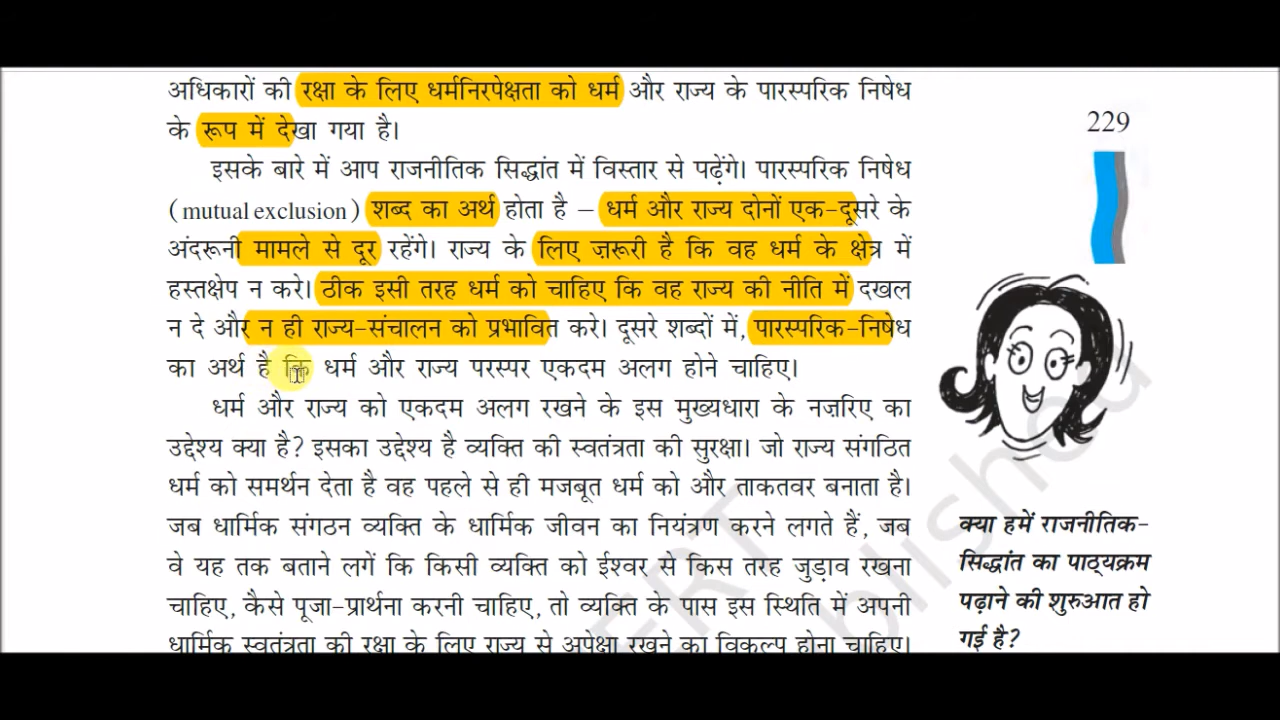 अधिकारों की रक्षा के लिए धर्मनिरपेक्षता को धर्म और राज्य के पारस्परिक निषेध
के रूप में देखा गया है।
इसके बारे में आप राजनीतिक सिद्धांत में विस्तार से पढ़ेंगे। पारस्परिक निषेध
(mutual exclusion) शब्द का अर्थ होता है – धर्म और राज्य दोनों एक-दूसरे के
अंदरूनी मामले से दूर रहेंगे। राज्य के लिए ज़रूरी है कि वह धर्म के क्षेत्र में
हस्तक्षेप न करे। ठीक इसी तरह धर्म को चाहिए कि वह राज्य की नीति में दखल
न दे और न ही राज्य-संचालन को प्रभावित करे। दूसरे शब्दों में, पारस्परिक-निषेध
का अर्थ है कि धर्म और राज्य परस्पर एकदम अलग होने चाहिए।
धर्म और राज्य को एकदम अलग रखने के इस मुख्यधारा के नज़रिए का
उद्देश्य क्या है? इसका उद्देश्य है व्यक्ति की स्वतंत्रता की सुरक्षा। जो राज्य संगठित
धर्म को समर्थन देता है वह पहले से ही मजबूत धर्म को और ताकतवर बनाता है।
जब धार्मिक संगठन व्यक्ति के धार्मिक जीवन का नियंत्रण करने लगते हैं, जब
वे यह तक बताने लगें कि किसी व्यक्ति को ईश्वर से किस तरह जुड़ाव रखना
चाहिए, कैसे पूजा-प्रार्थना करनी चाहिए, तो व्यक्ति के पास इस स्थिति में अपनी
धार्मिक स्वतंत्रता की रक्षा के लिए राज्य से अपेक्षा रखने का विकल्प होना चाहिए।
229
क्या हमें राजनीतिक-
सिद्धांत का पाठ्यक्रम
पढ़ाने की शुरुआत हो
गई है?